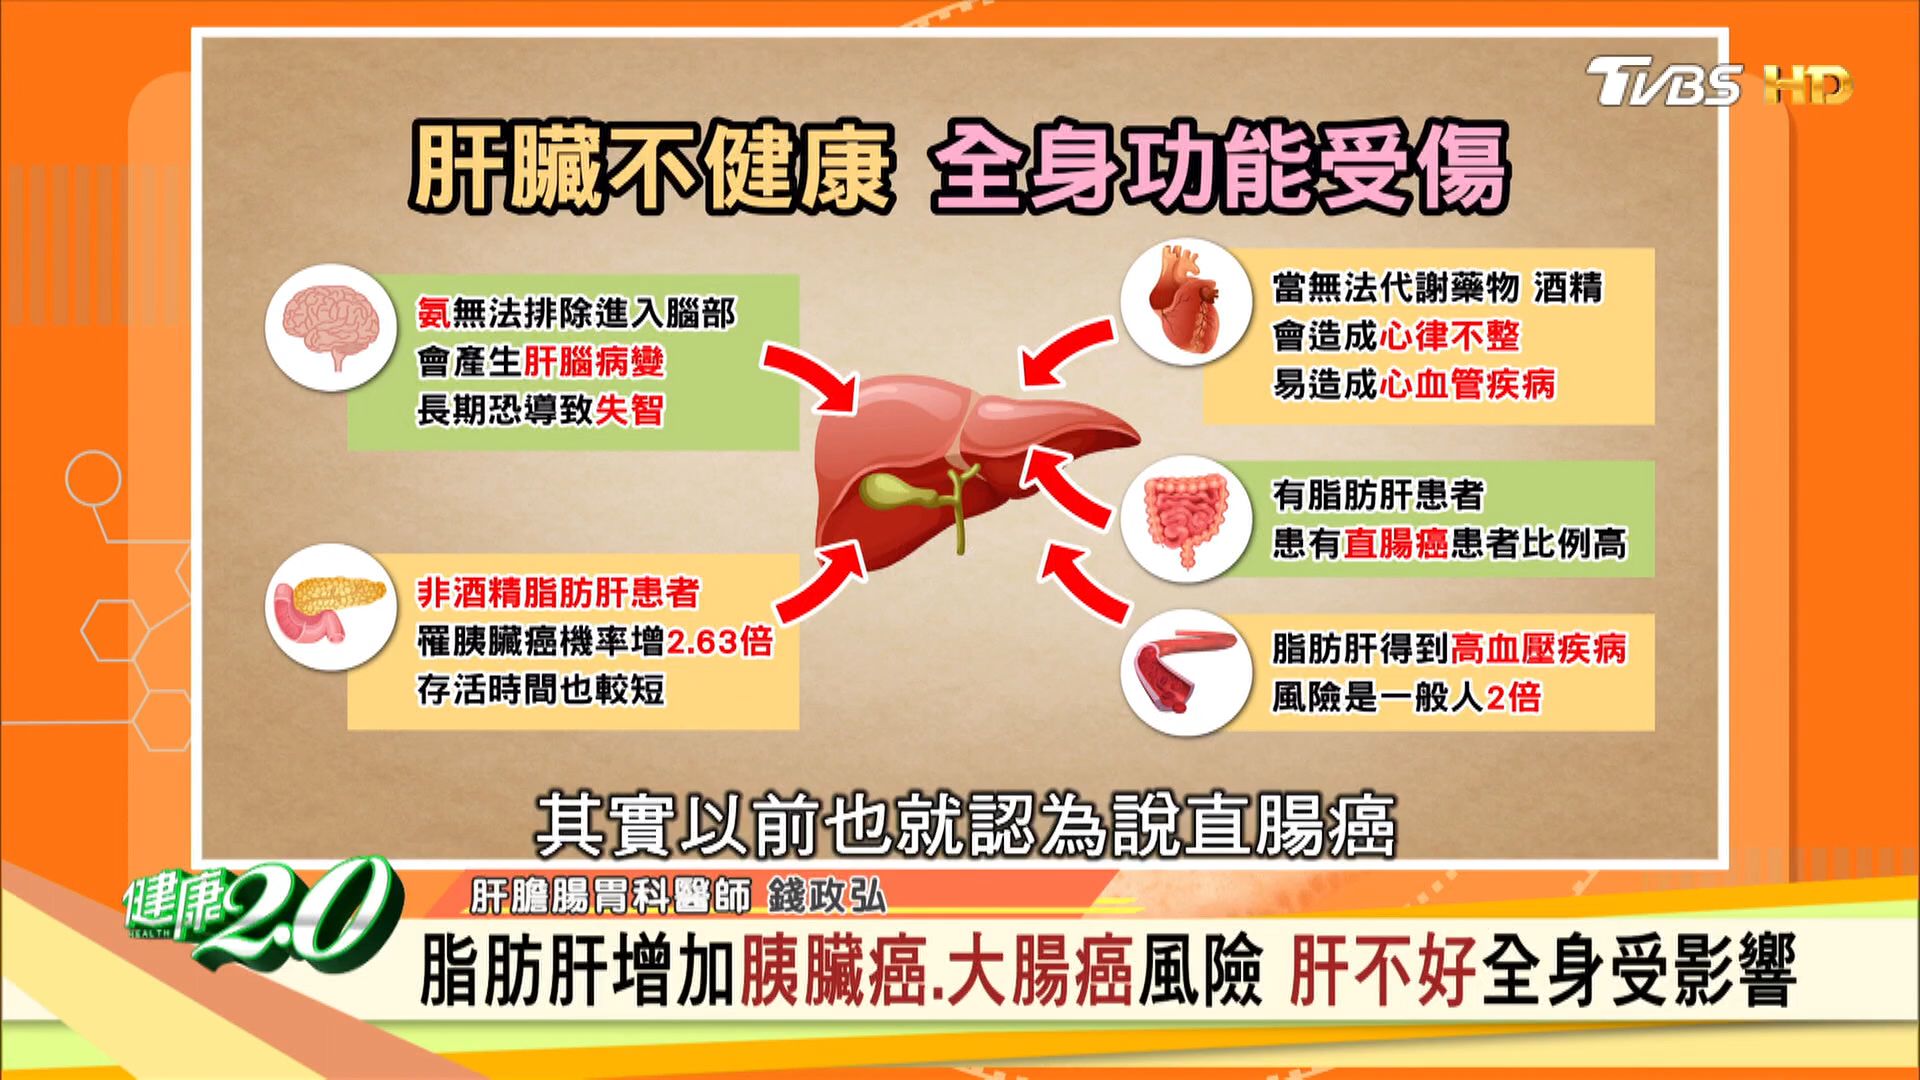 TVBS HD
肝臟不健康 全身功能受傷
氨無法排除進入腦部
會產生肝腦病變
長期恐導致失智
當無法代謝藥物 酒精
會造成心律不整
易造成心血管疾病
有脂肪肝患者
患有直腸癌患者比例高
非酒精脂肪肝患者
罹胰臟癌機率增2.63倍
存活時間也較短
脂肪肝得到高血壓疾病
風險是一般人2倍
其實以前也就認為說直腸癌
健康2.0
HEALTH
肝膽腸胃科醫師 錢政弘
脂肪肝增加胰臟癌.大腸癌風險 肝不好全身受影響